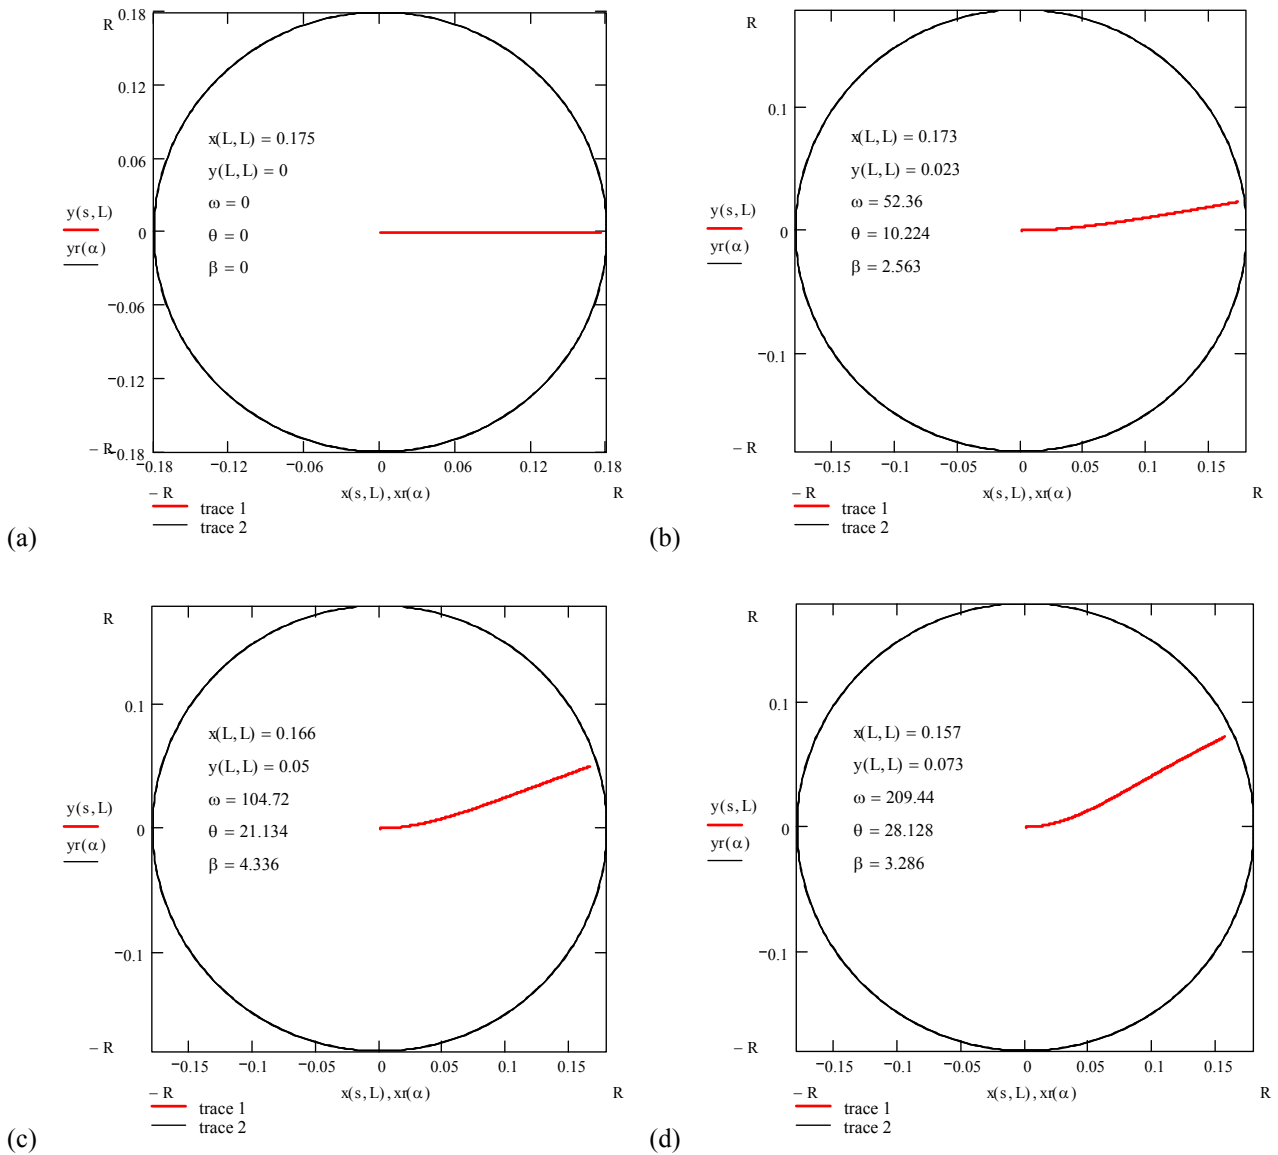 R
0.18
0.12
0.06
0
−0.06
−0.12
−0.18
− R
y(s,L)
yr(α)
x(L,L) = 0.175
y(L,L) = 0
ω = 0
θ = 0
β = 0
−0.18 −0.12 −0.06 0 0.06 0.12 0.18
− R x(s,L),xr(α) R
trace 1
trace 2
(a)
R
0.1
0
−0.1
− R
y(s,L)
yr(α)
x(L,L) = 0.173
y(L,L) = 0.023
ω = 52.36
θ = 10.224
β = 2.563
−0.15 −0.1 −0.05 0 0.05 0.1 0.15
− R x(s,L),xr(α) R
trace 1
trace 2
(b)
R
0.1
0
−0.1
− R
y(s,L)
yr(α)
x(L,L) = 0.166
y(L,L) = 0.05
ω = 104.72
θ = 21.134
β = 4.336
−0.15 −0.1 −0.05 0 0.05 0.1 0.15
− R x(s,L),xr(α) R
trace 1
trace 2
(c)
R
0.1
0
−0.1
− R
y(s,L)
yr(α)
x(L,L) = 0.157
y(L,L) = 0.073
ω = 209.44
θ = 28.128
β = 3.286
−0.15 −0.1 −0.05 0 0.05 0.1 0.15
− R x(s,L),xr(α) R
trace 1
trace 2
(d)